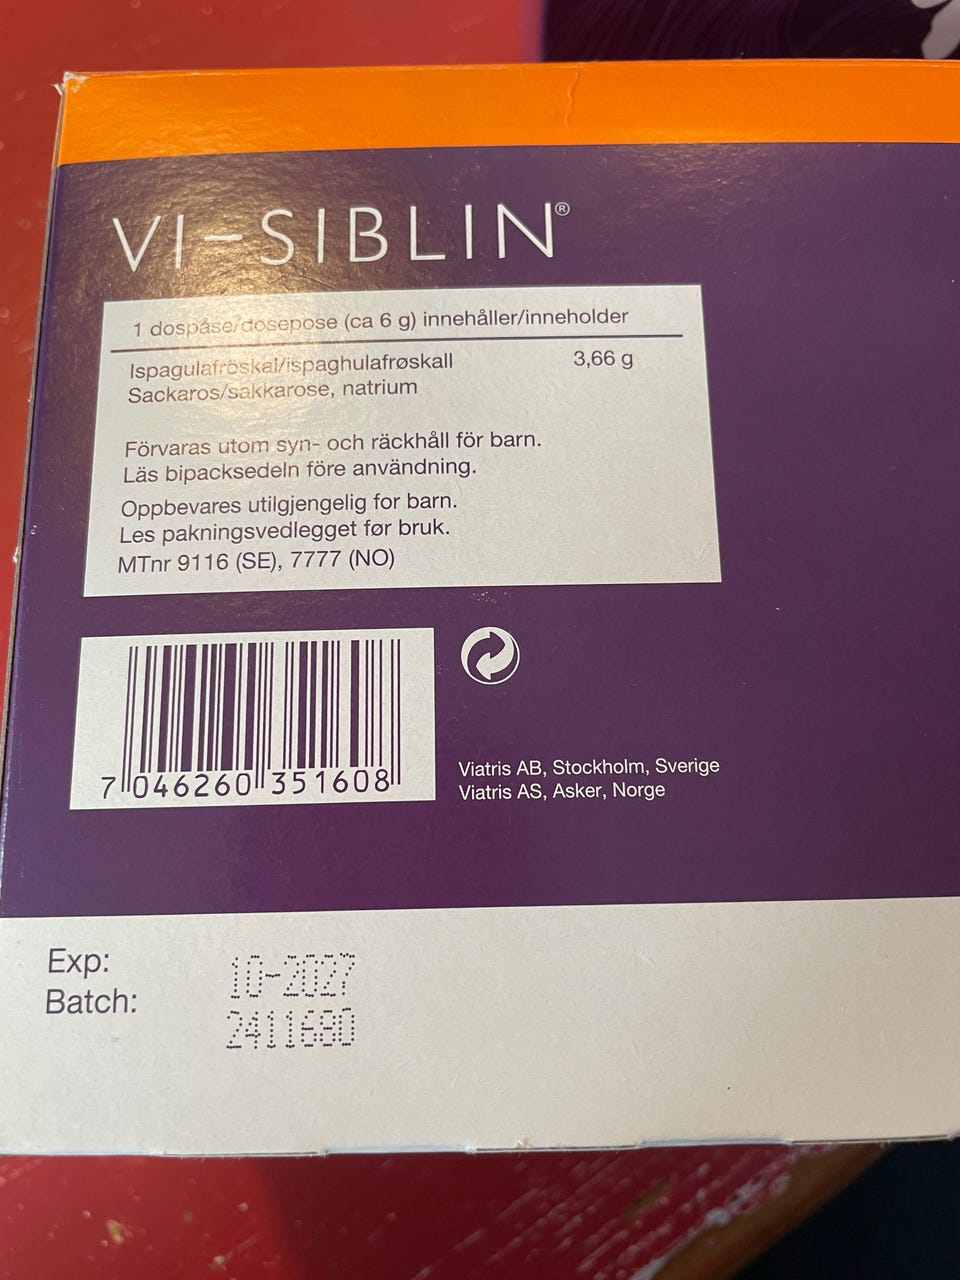 VI-SIBLIN®
1 dospåse/dosepose (ca 6 g) innehåller/inneholder
Ispagulafröskal/ispaghulafrøskall 3,66 g
Sackaros/sakkarose, natrium
Förvaras utom syn- och räckhåll för barn.
Läs bipacksedeln före användning.
Oppbevares utilgjengelig for barn.
Les pakningsvedlegget før bruk.
MTnr 9116 (SE), 7777 (NO)
7 046260 351608
Viatris AB, Stockholm, Sverige
Viatris AS, Asker, Norge
Exp: 10-2027
Batch: 2411680